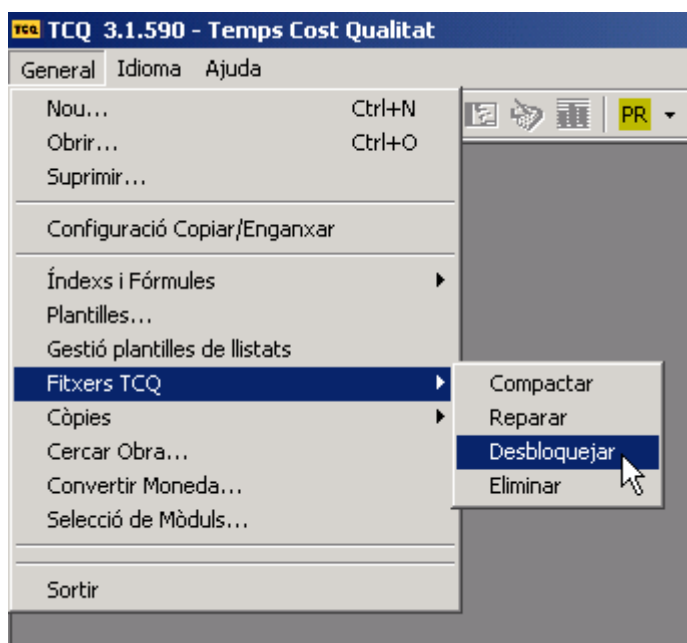 TCQ TCQ 3.1.590 - Temps Cost Qualitat
General Idioma Ajuda
Nou... Ctrl+N
PR
Obrir... Ctrl+O
Suprimir...
Configuració Copiar/Enganxar
Índexs i Fórmules
Plantilles...
Gestió plantilles de llistats
Fitxers TCQ
Compactar
Còpies
Reparar
Cercar Obra...
Desbloquejar
Convertir Moneda...
Eliminar
Selecció de Mòduls...
Sortir